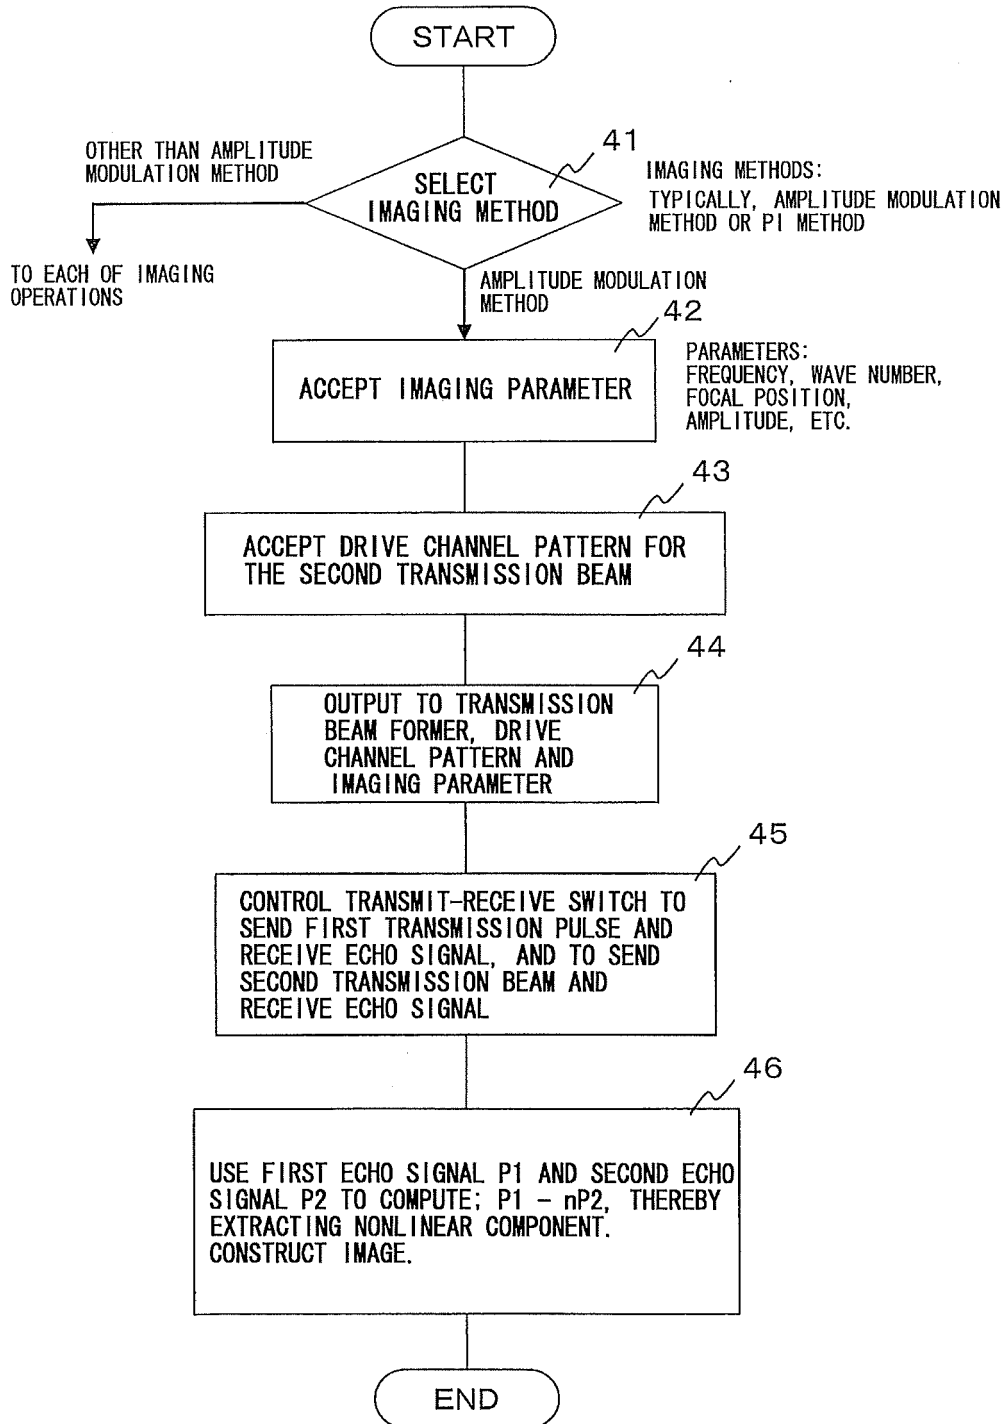 START
OTHER THAN AMPLITUDE
MODULATION METHOD
41
SELECT
IMAGING METHOD
IMAGING METHODS:
TYPICALLY, AMPLITUDE MODULATION
METHOD OR PI METHOD
TO EACH OF IMAGING
OPERATIONS
AMPLITUDE MODULATION
METHOD
42
ACCEPT IMAGING PARAMETER
PARAMETERS:
FREQUENCY, WAVE NUMBER,
FOCAL POSITION,
AMPLITUDE, ETC.
43
ACCEPT DRIVE CHANNEL PATTERN FOR
THE SECOND TRANSMISSION BEAM
44
OUTPUT TO TRANSMISSION
BEAM FORMER, DRIVE
CHANNEL PATTERN AND
IMAGING PARAMETER
45
CONTROL TRANSMIT-RECEIVE SWITCH TO
SEND FIRST TRANSMISSION PULSE AND
RECEIVE ECHO SIGNAL, AND TO SEND
SECOND TRANSMISSION BEAM AND
RECEIVE ECHO SIGNAL
46
USE FIRST ECHO SIGNAL P1 AND SECOND ECHO
SIGNAL P2 TO COMPUTE; P1 - nP2, THEREBY
EXTRACTING NONLINEAR COMPONENT.
CONSTRUCT IMAGE.
END